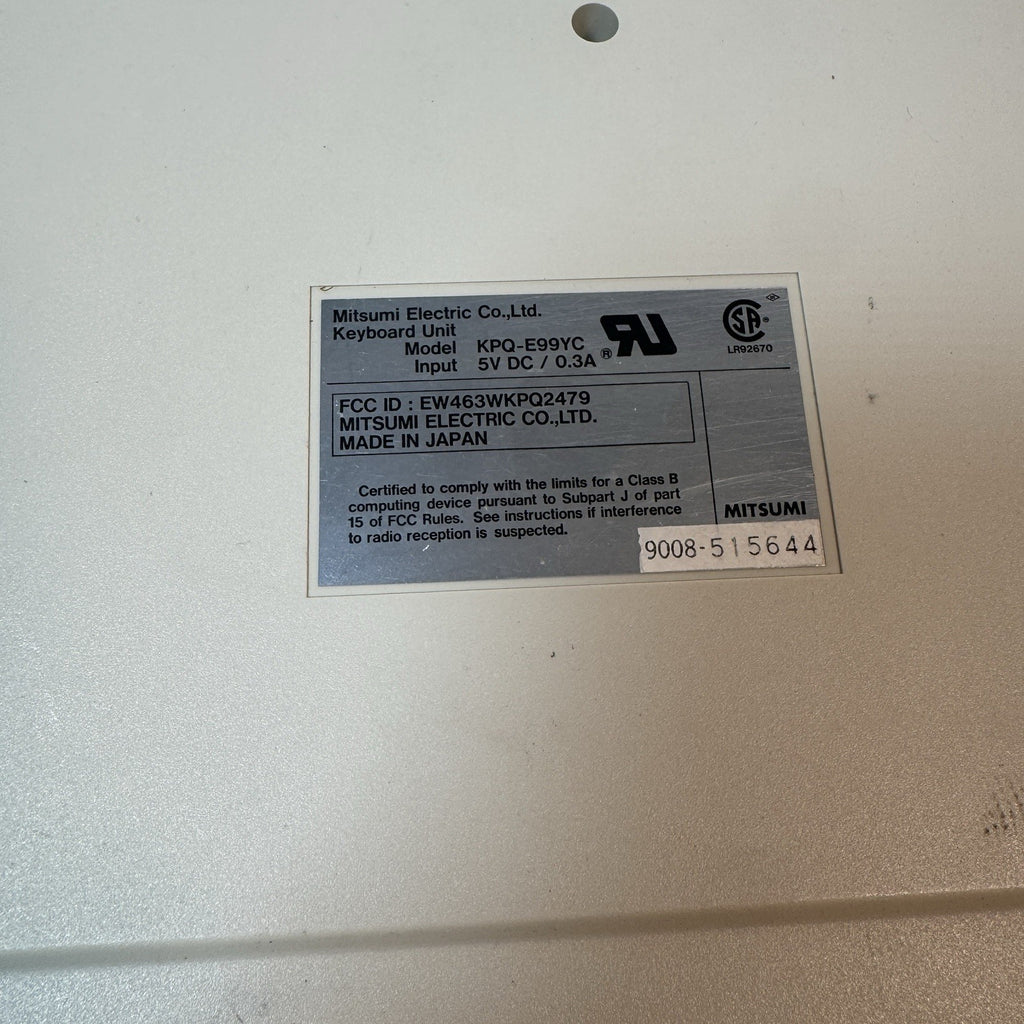 Mitsumi Electric Co.,Ltd.
Keyboard Unit
Model KPQ-E99YC
Input 5V DC / 0.3A
®
SA
®
LR92670
FCC ID : EW463WKPQ2479
MITSUMI ELECTRIC CO.,LTD.
MADE IN JAPAN
Certified to comply with the limits for a Class B
computing device pursuant to Subpart J of part
15 of FCC Rules. See instructions if interference
to radio reception is suspected.
MITSUMI
9008-515644